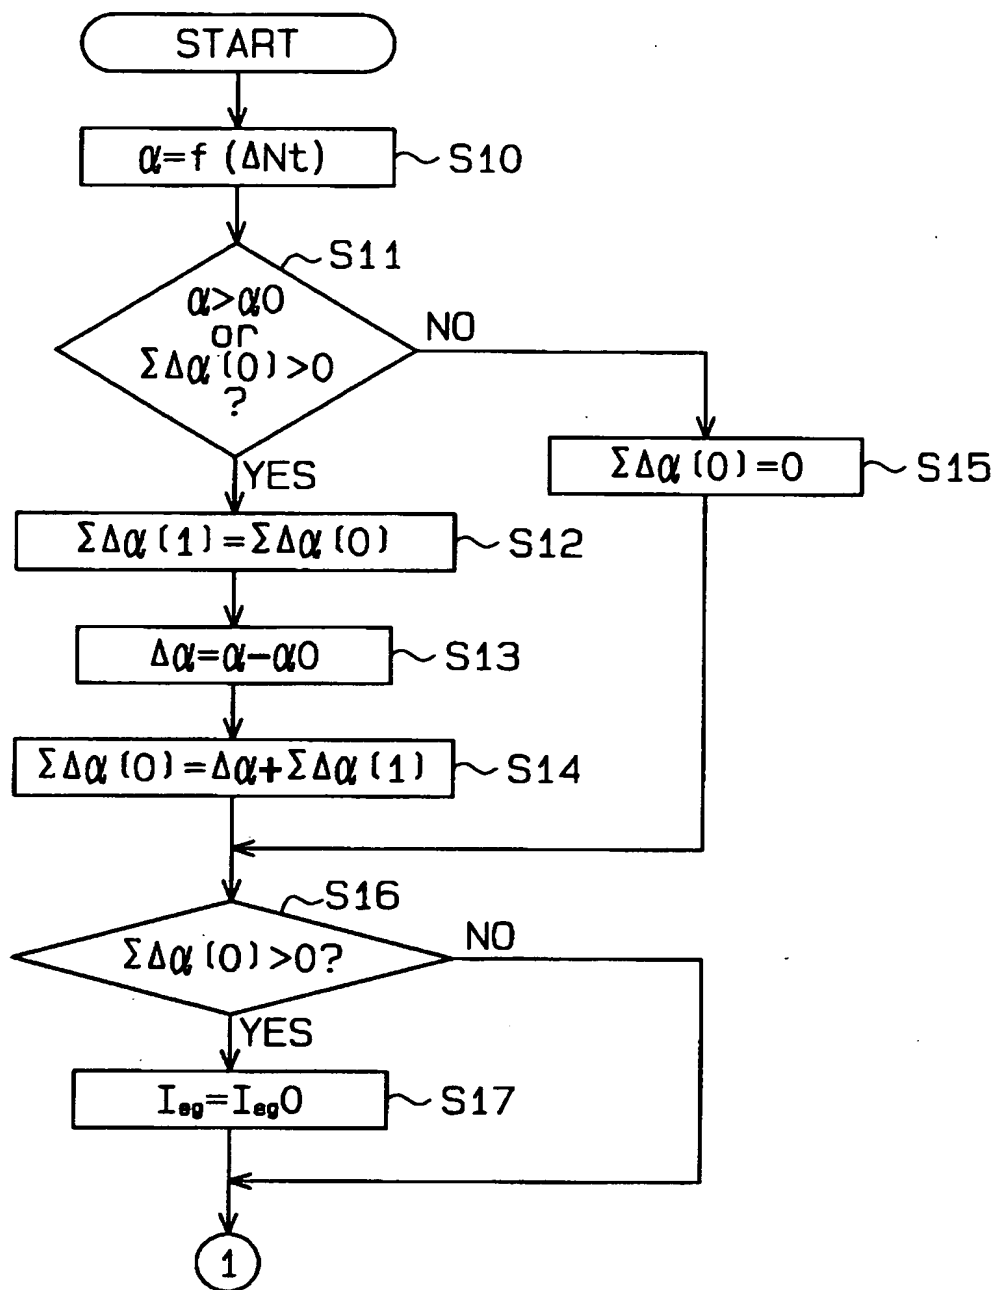 START
α=f (ΔNt)
S10
S11
α>α0
or
ΣΔα(0)>0
?
NO
YES
ΣΔα(0)=0
S15
ΣΔα(1)=ΣΔα(0)
S12
Δα=α-α0
S13
ΣΔα(0)=Δα+ΣΔα(1)
S14
S16
ΣΔα(0)>0?
NO
YES
Ieg=Ieg0
S17
1